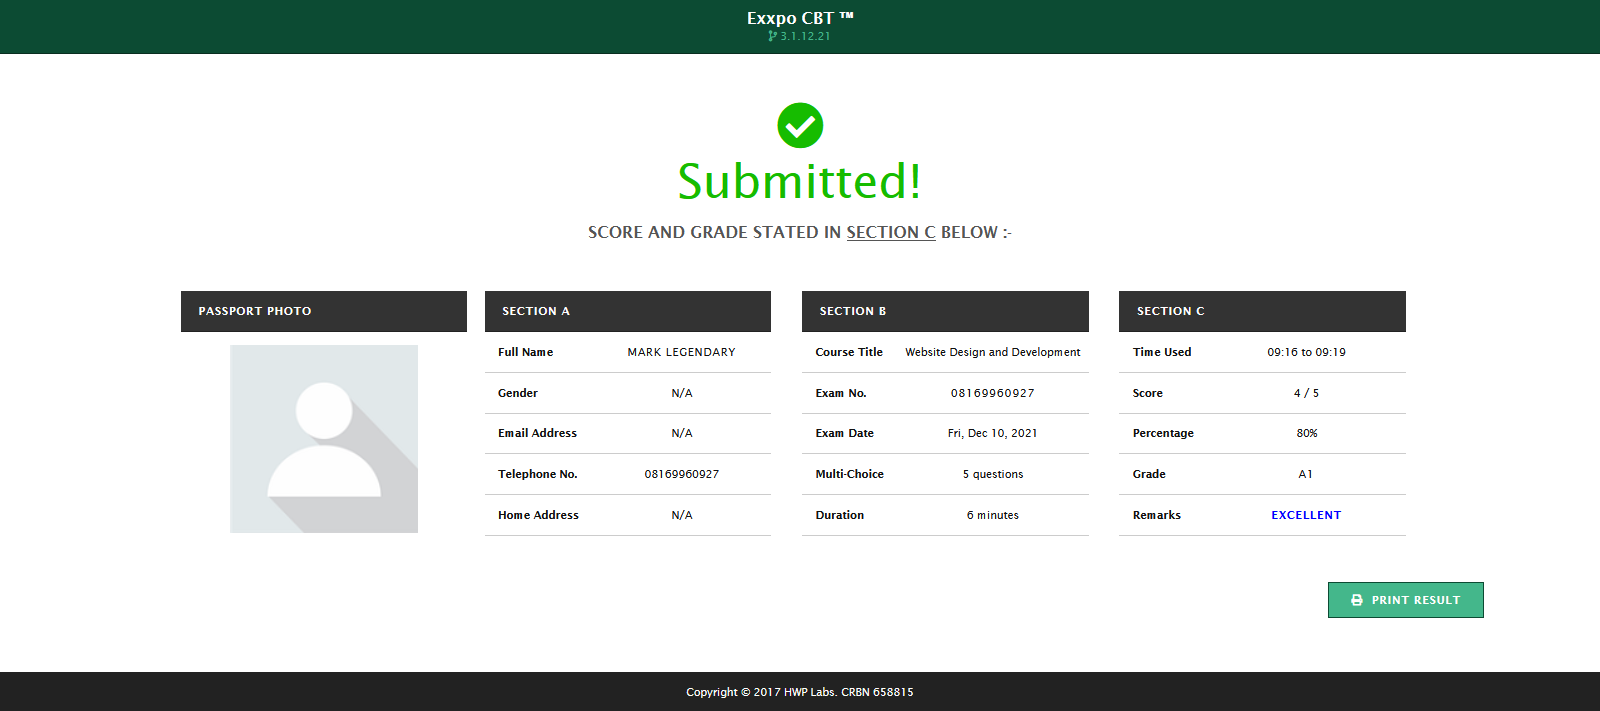 Exxpo CBT ™
3.1.12.21
Submitted!
SCORE AND GRADE STATED IN SECTION C BELOW :-
PASSPORT PHOTO
SECTION A
Full Name MARK LEGENDARY
Gender N/A
Email Address N/A
Telephone No. 08169960927
Home Address N/A
SECTION B
Course Title Website Design and Development
Exam No. 08169960927
Exam Date Fri, Dec 10, 2021
Multi-Choice 5 questions
Duration 6 minutes
SECTION C
Time Used 09:16 to 09:19
Score 4 / 5
Percentage 80%
Grade A1
Remarks EXCELLENT
PRINT RESULT
Copyright © 2017 HWP Labs. CRBN 658815